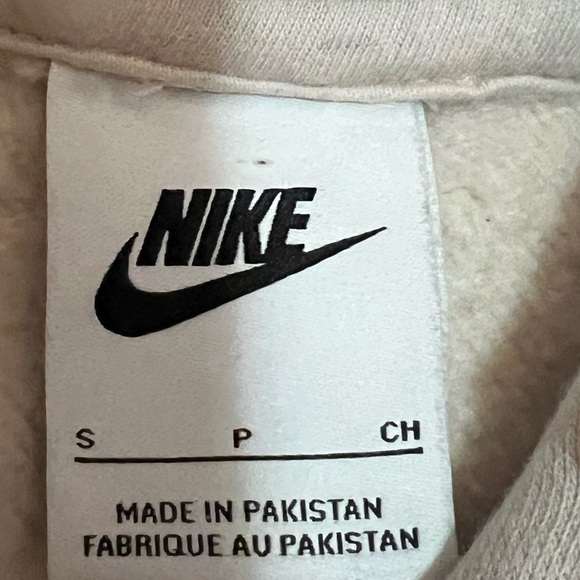 NIKE
S P CH
MADE IN PAKISTAN
FABRIQUE AU PAKISTAN